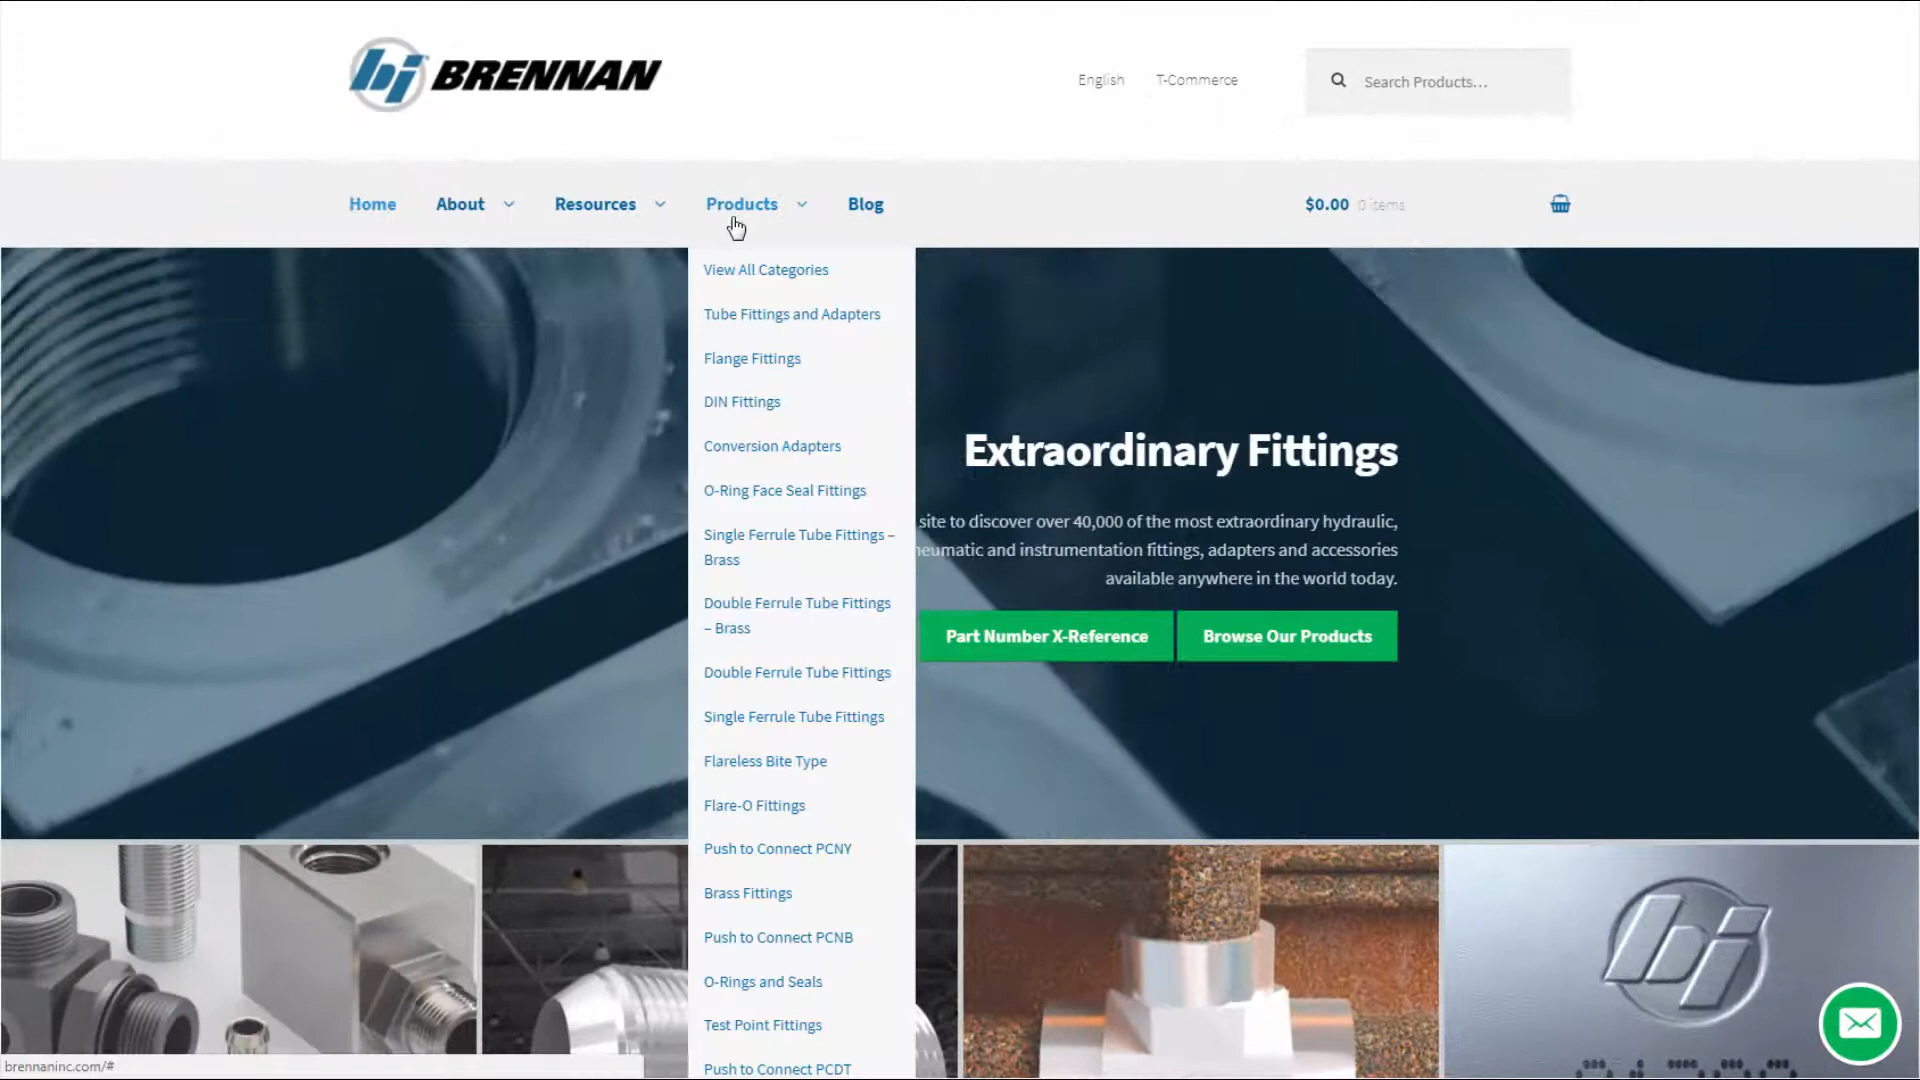 bj BRENNAN
English
T-Commerce
Search Products...
Home
About
Resources
Products
Blog
$0.00 0 items
View All Categories
Tube Fittings and Adapters
Flange Fittings
DIN Fittings
Conversion Adapters
O-Ring Face Seal Fittings
Single Ferrule Tube Fittings –
Brass
Double Ferrule Tube Fittings
– Brass
Double Ferrule Tube Fittings
Single Ferrule Tube Fittings
Flareless Bite Type
Flare-O Fittings
Push to Connect PCNY
Brass Fittings
Push to Connect PCNB
O-Rings and Seals
Test Point Fittings
Push to Connect PCDT
Extraordinary Fittings
site to discover over 40,000 of the most extraordinary hydraulic,
and instrumentation fittings, adapters and accessories
available anywhere in the world today.
Part Number X-Reference
Browse Our Products
bj
brennaninc.com/#